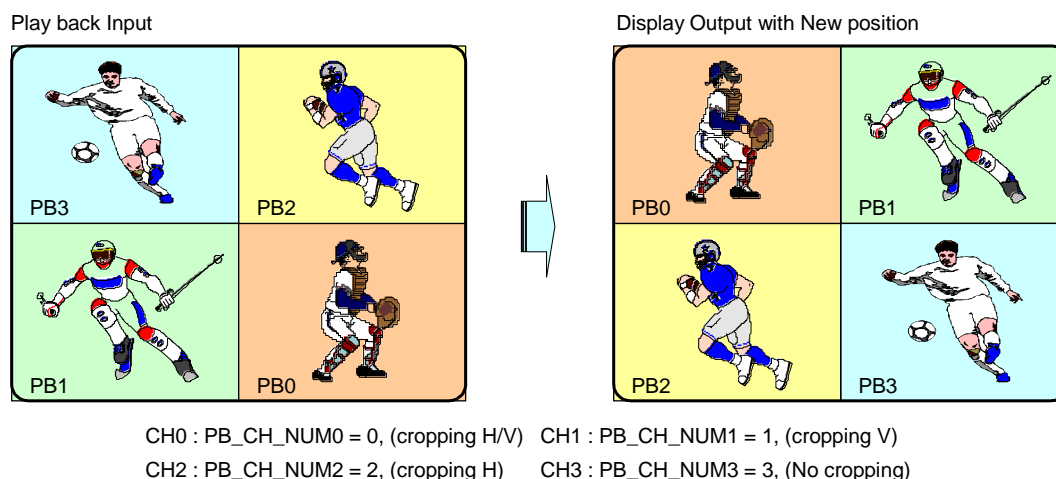 Play back Input
Display Output with New position
PB3
PB2
PB1
PB0
PB0
PB1
PB2
PB3
CH0 : PB_CH_NUM0 = 0, (cropping H/V) CH1 : PB_CH_NUM1 = 1, (cropping V)
CH2 : PB_CH_NUM2 = 2, (cropping H) CH3 : PB_CH_NUM3 = 3, (No cropping)